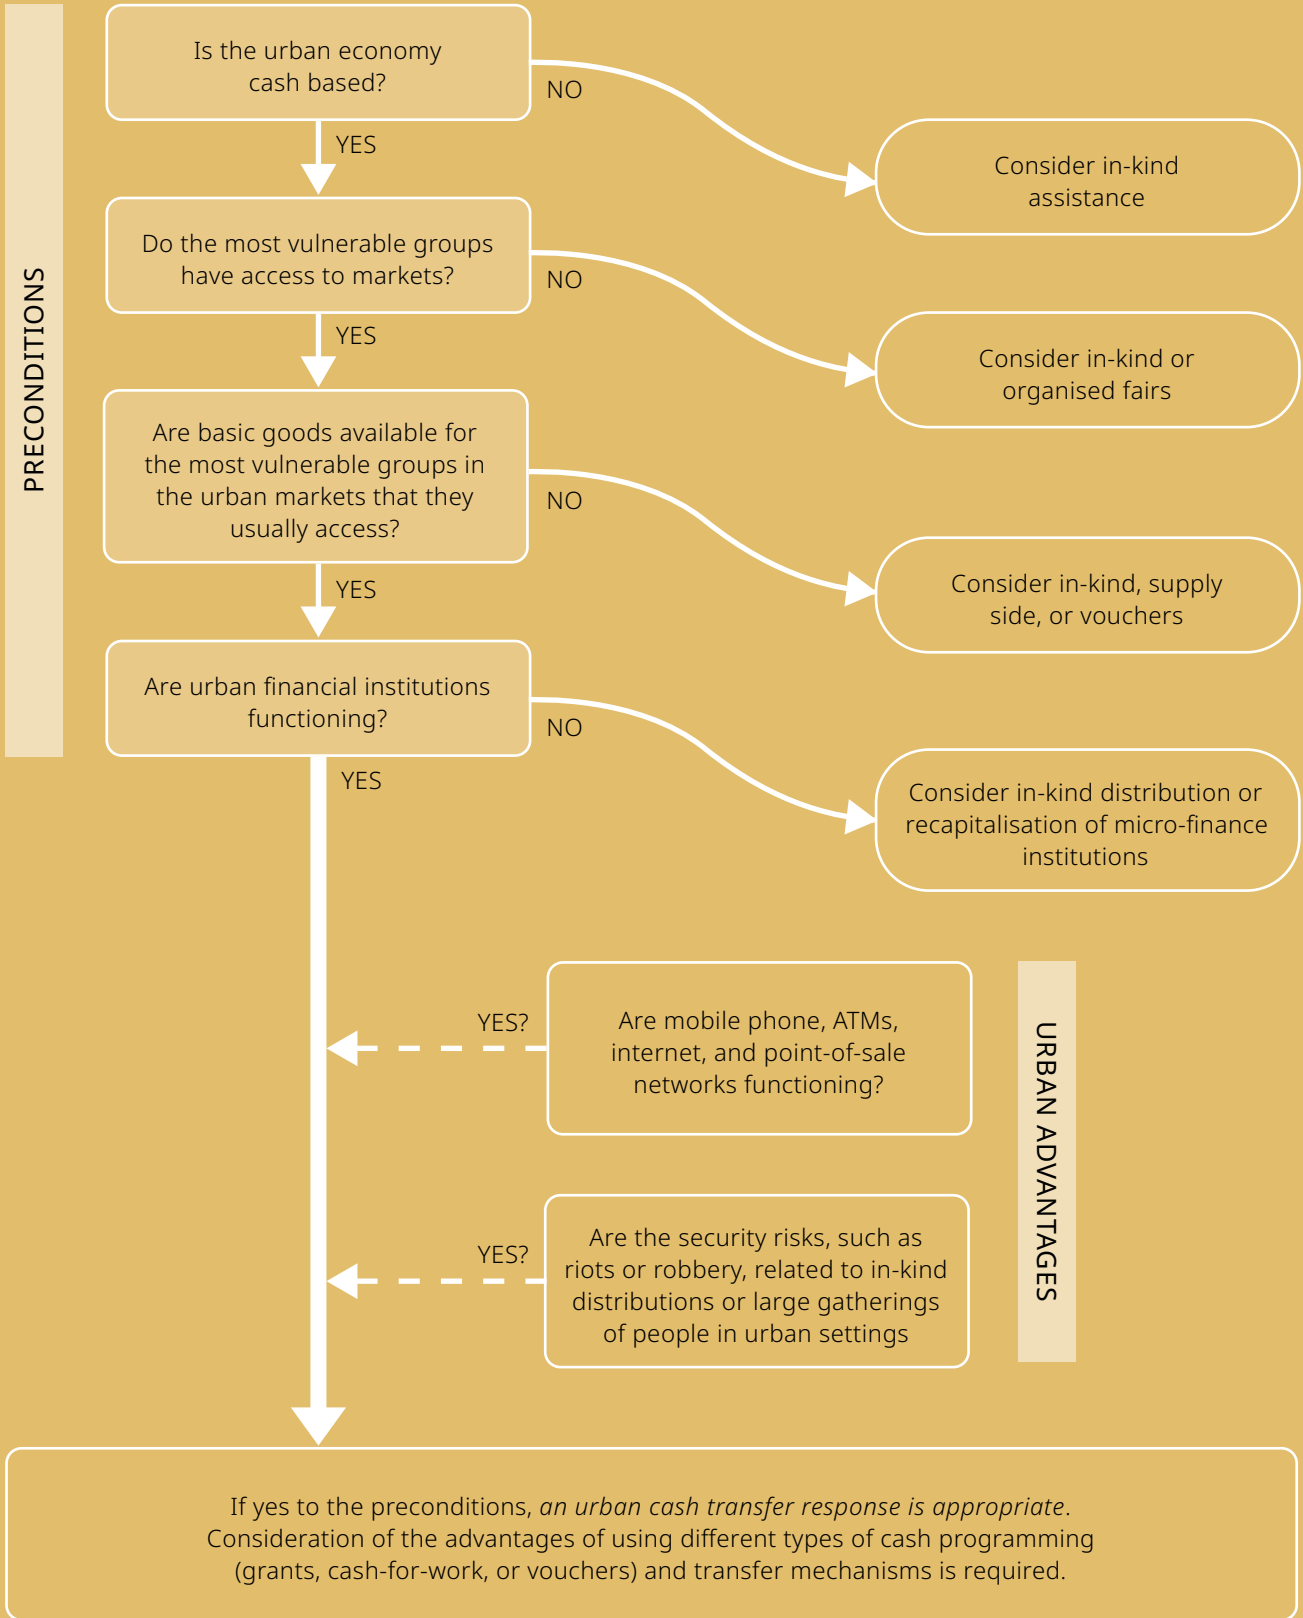 PRECONDITIONS
Is the urban economy
cash based?
NO
YES
Consider in-kind
assistance
Do the most vulnerable groups
have access to markets?
NO
YES
Consider in-kind or
organised fairs
Are basic goods available for
the most vulnerable groups in
the urban markets that they
usually access?
NO
YES
Consider in-kind, supply
side, or vouchers
Are urban financial institutions
functioning?
NO
YES
Consider in-kind distribution or
recapitalisation of micro-finance
institutions
URBAN ADVANTAGES
YES?
Are mobile phone, ATMs,
internet, and point-of-sale
networks functioning?
YES?
Are the security risks, such as
riots or robbery, related to in-kind
distributions or large gatherings
of people in urban settings
If yes to the preconditions, an urban cash transfer response is appropriate.
Consideration of the advantages of using different types of cash programming
(grants, cash-for-work, or vouchers) and transfer mechanisms is required.